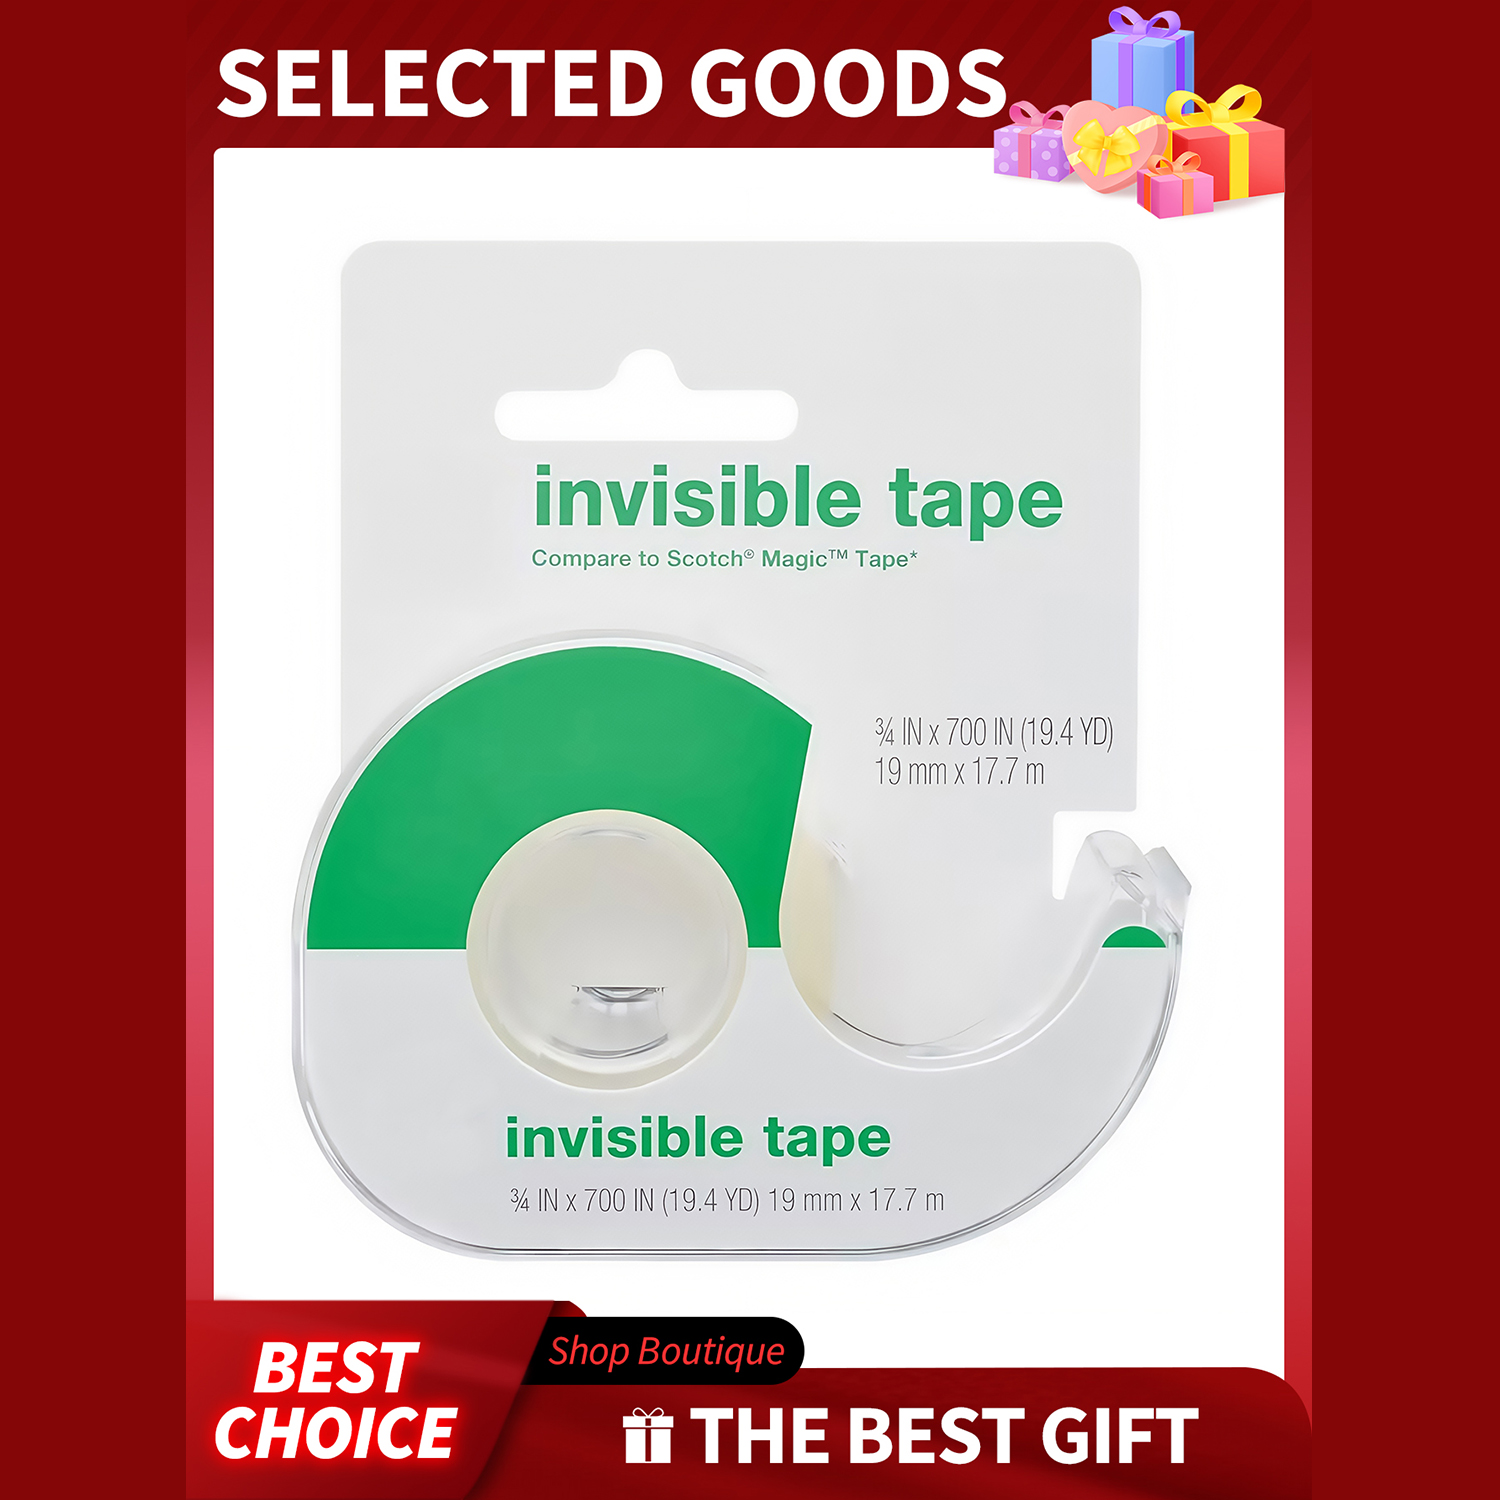 SELECTED GOODS
invisible tape
Compare to Scotch® Magic™ Tape*
¾ IN x 700 IN (19.4 YD)
19 mm x 17.7 m
invisible tape
¾ IN x 700 IN (19.4 YD) 19 mm x 17.7 m
BEST
CHOICE
Shop Boutique
THE BEST GIFT